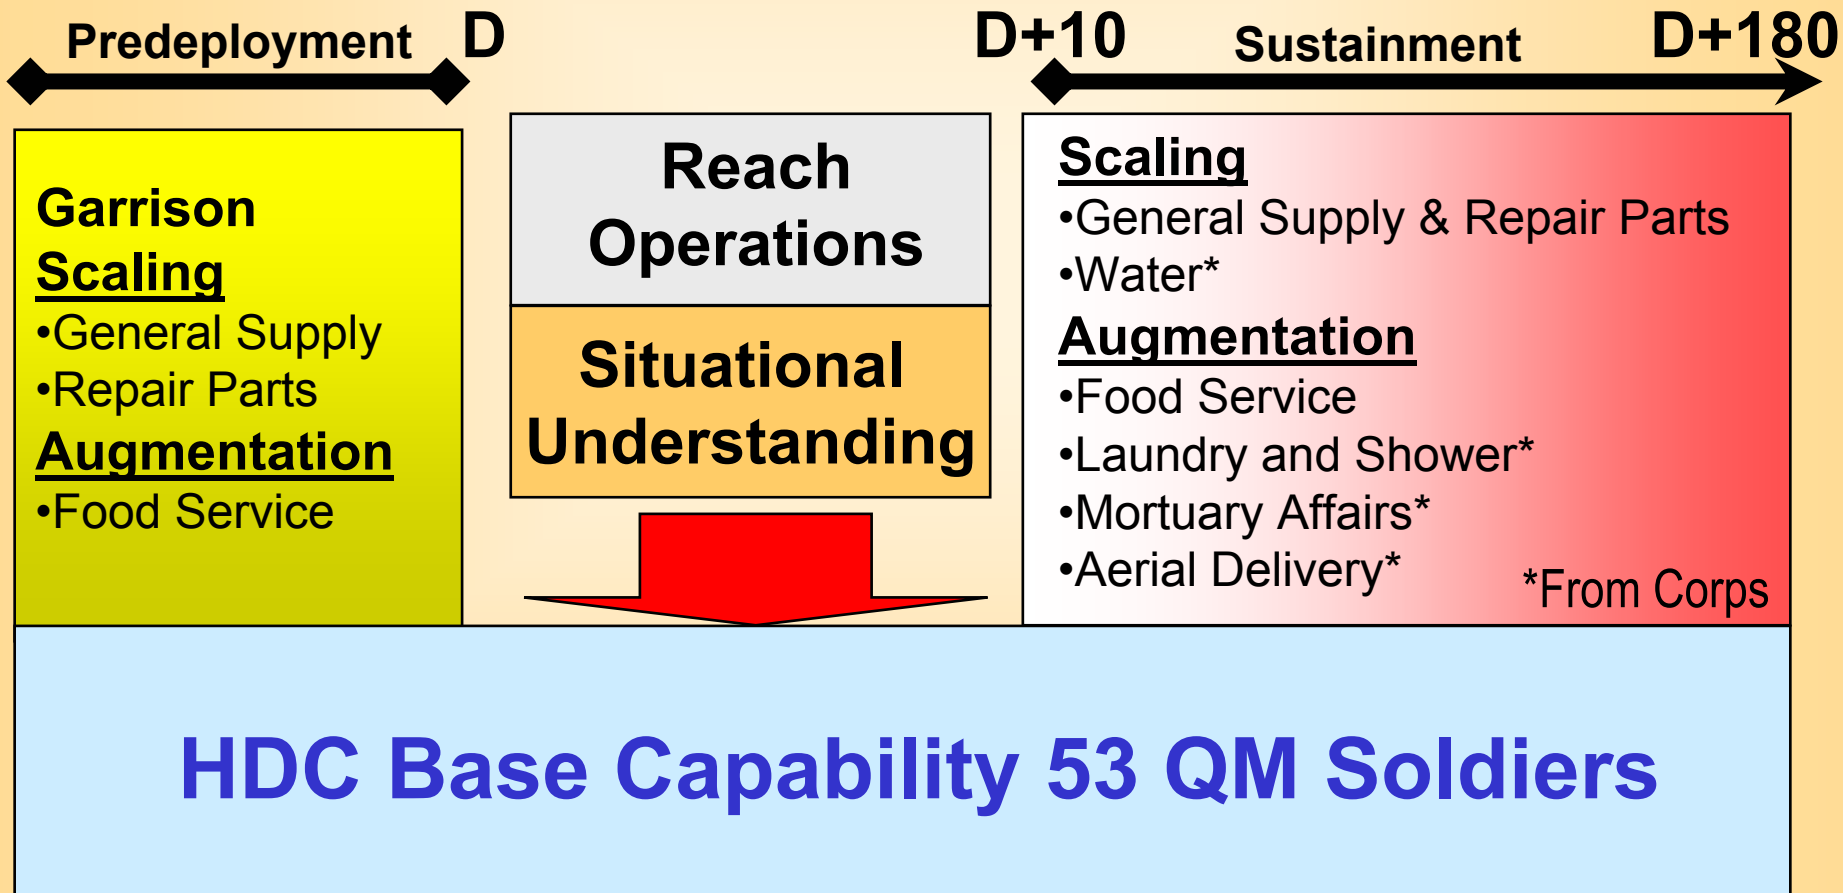 Predeployment
D
D+10
Sustainment
D+180
Garrison
Scaling
•General Supply
•Repair Parts
Augmentation
•Food Service
Reach
Operations
Situational
Understanding
Scaling
•General Supply & Repair Parts
•Water*
Augmentation
•Food Service
•Laundry and Shower*
•Mortuary Affairs*
•Aerial Delivery*
*From Corps
HDC Base Capability 53 QM Soldiers